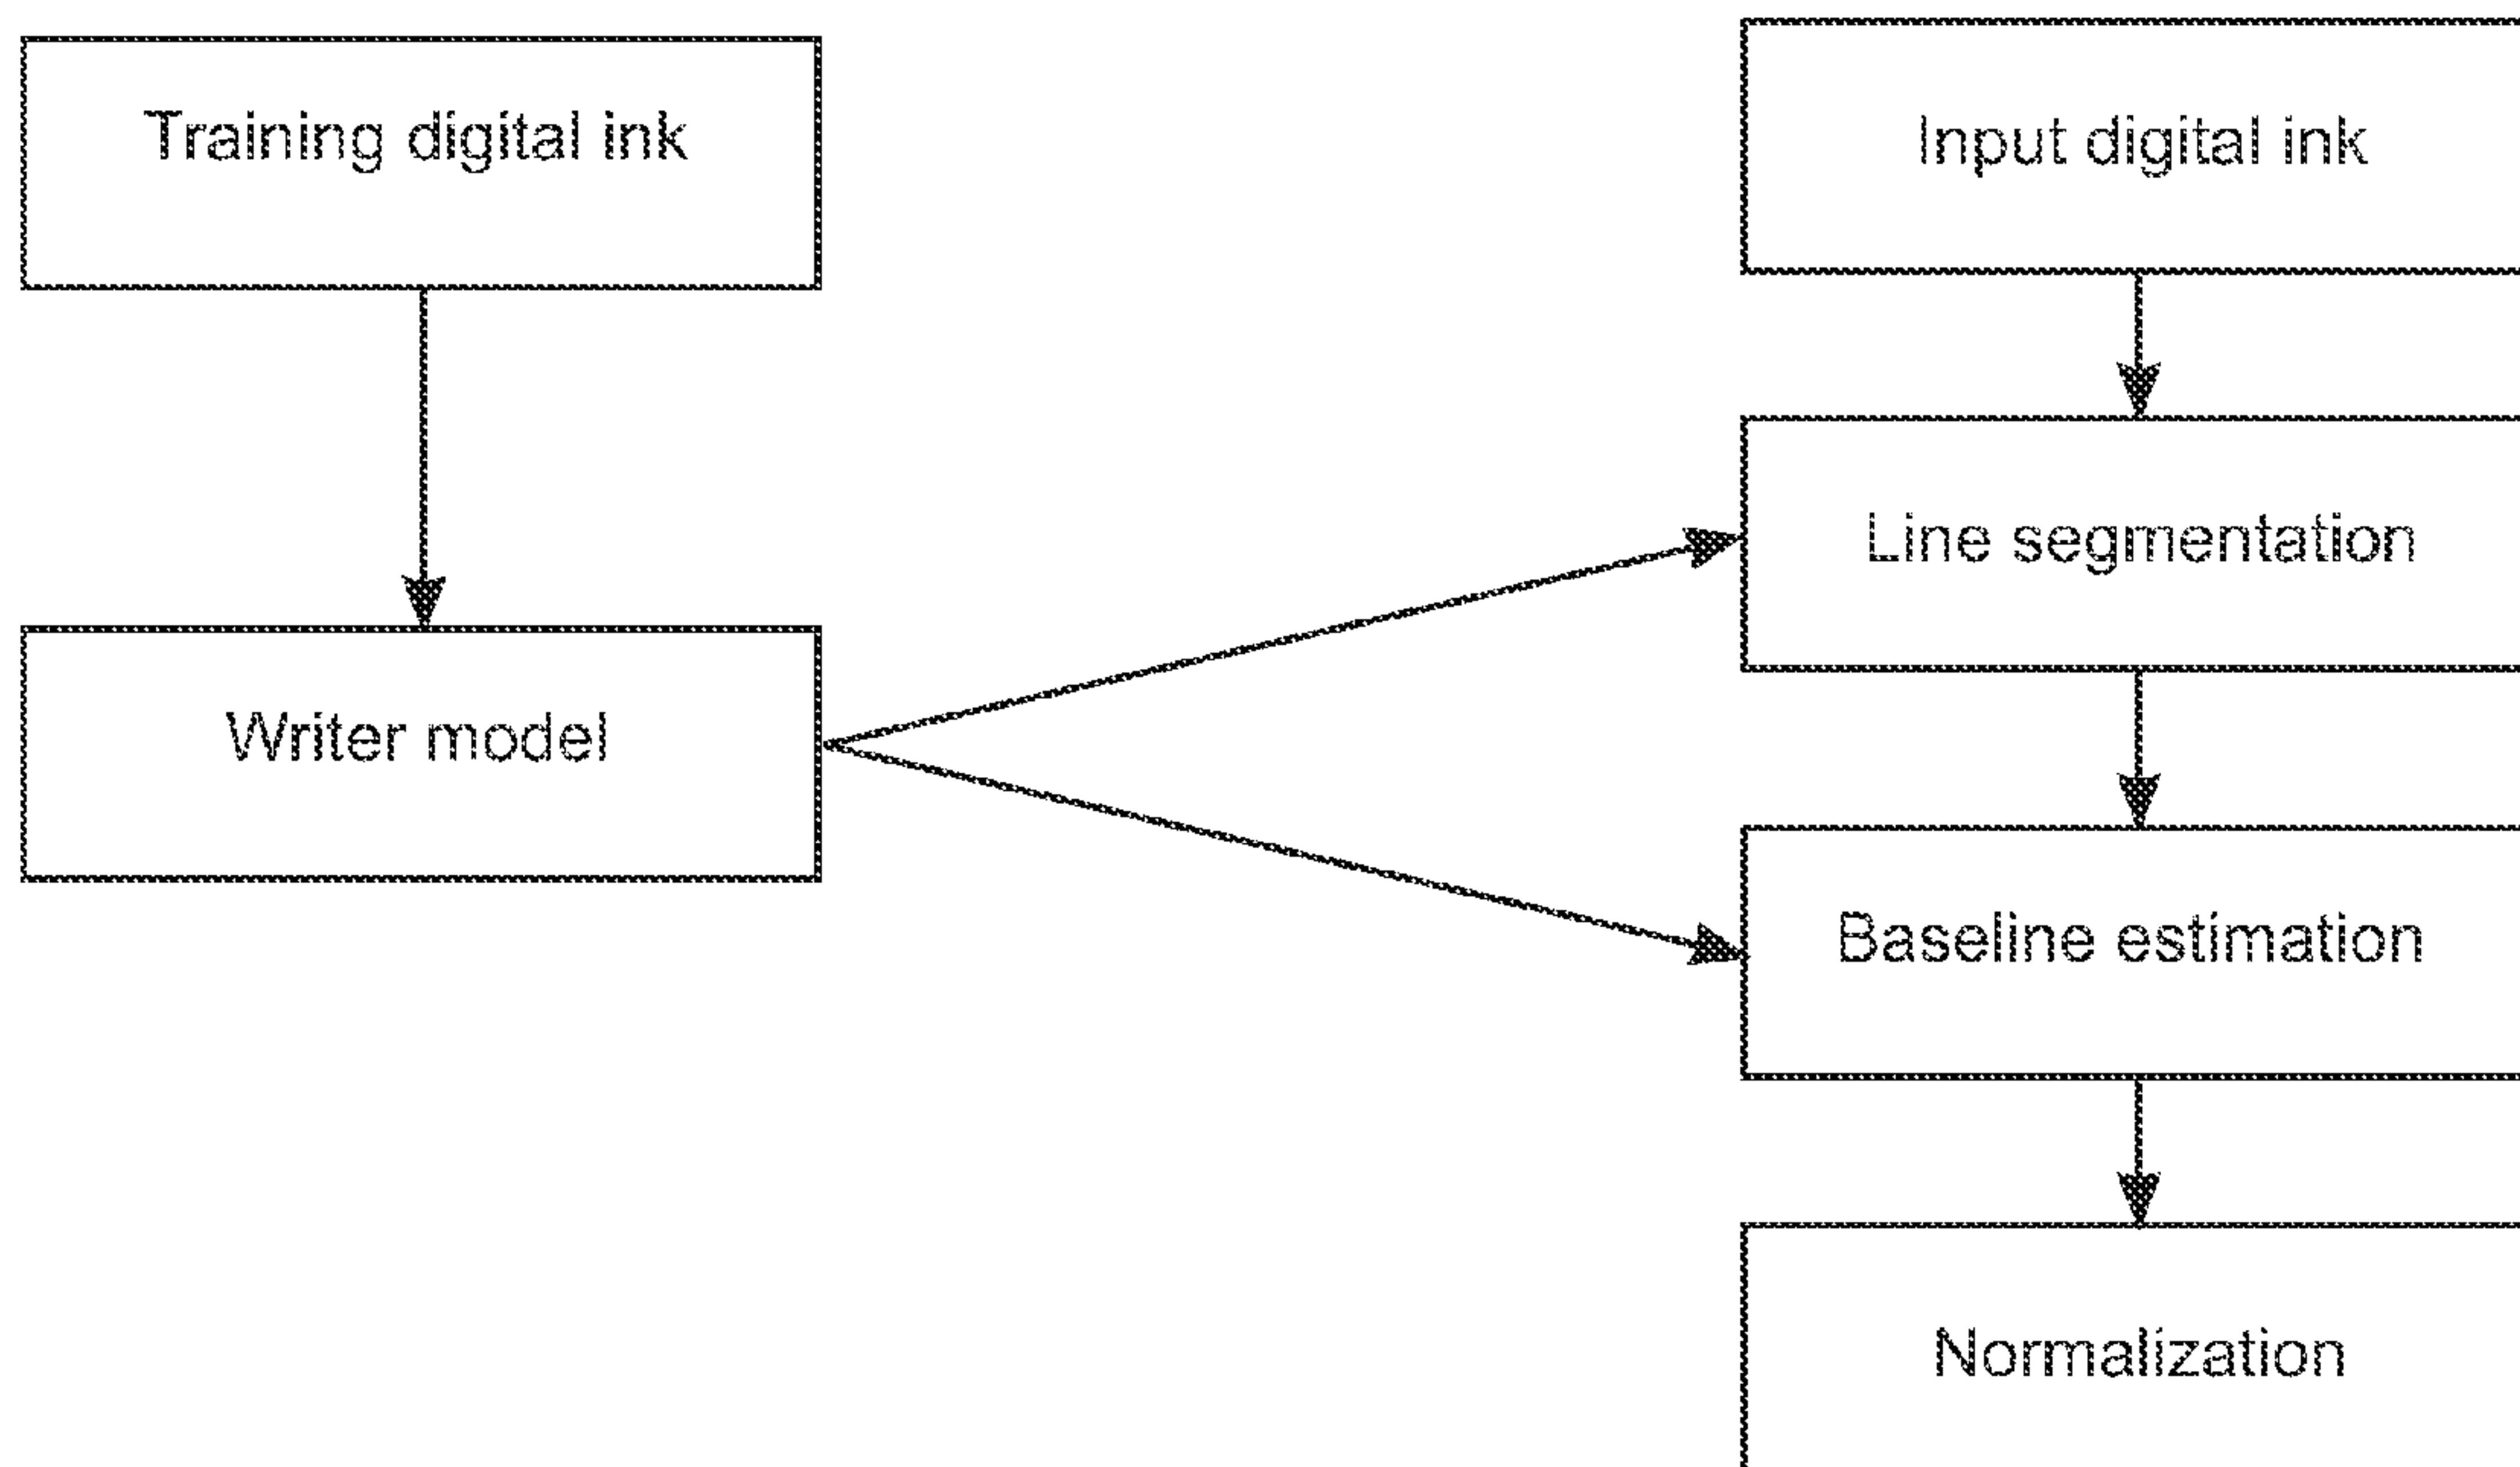 Training digital ink
Input digital ink
Line segmentation
Writer model
Baseline estimation
Normalization